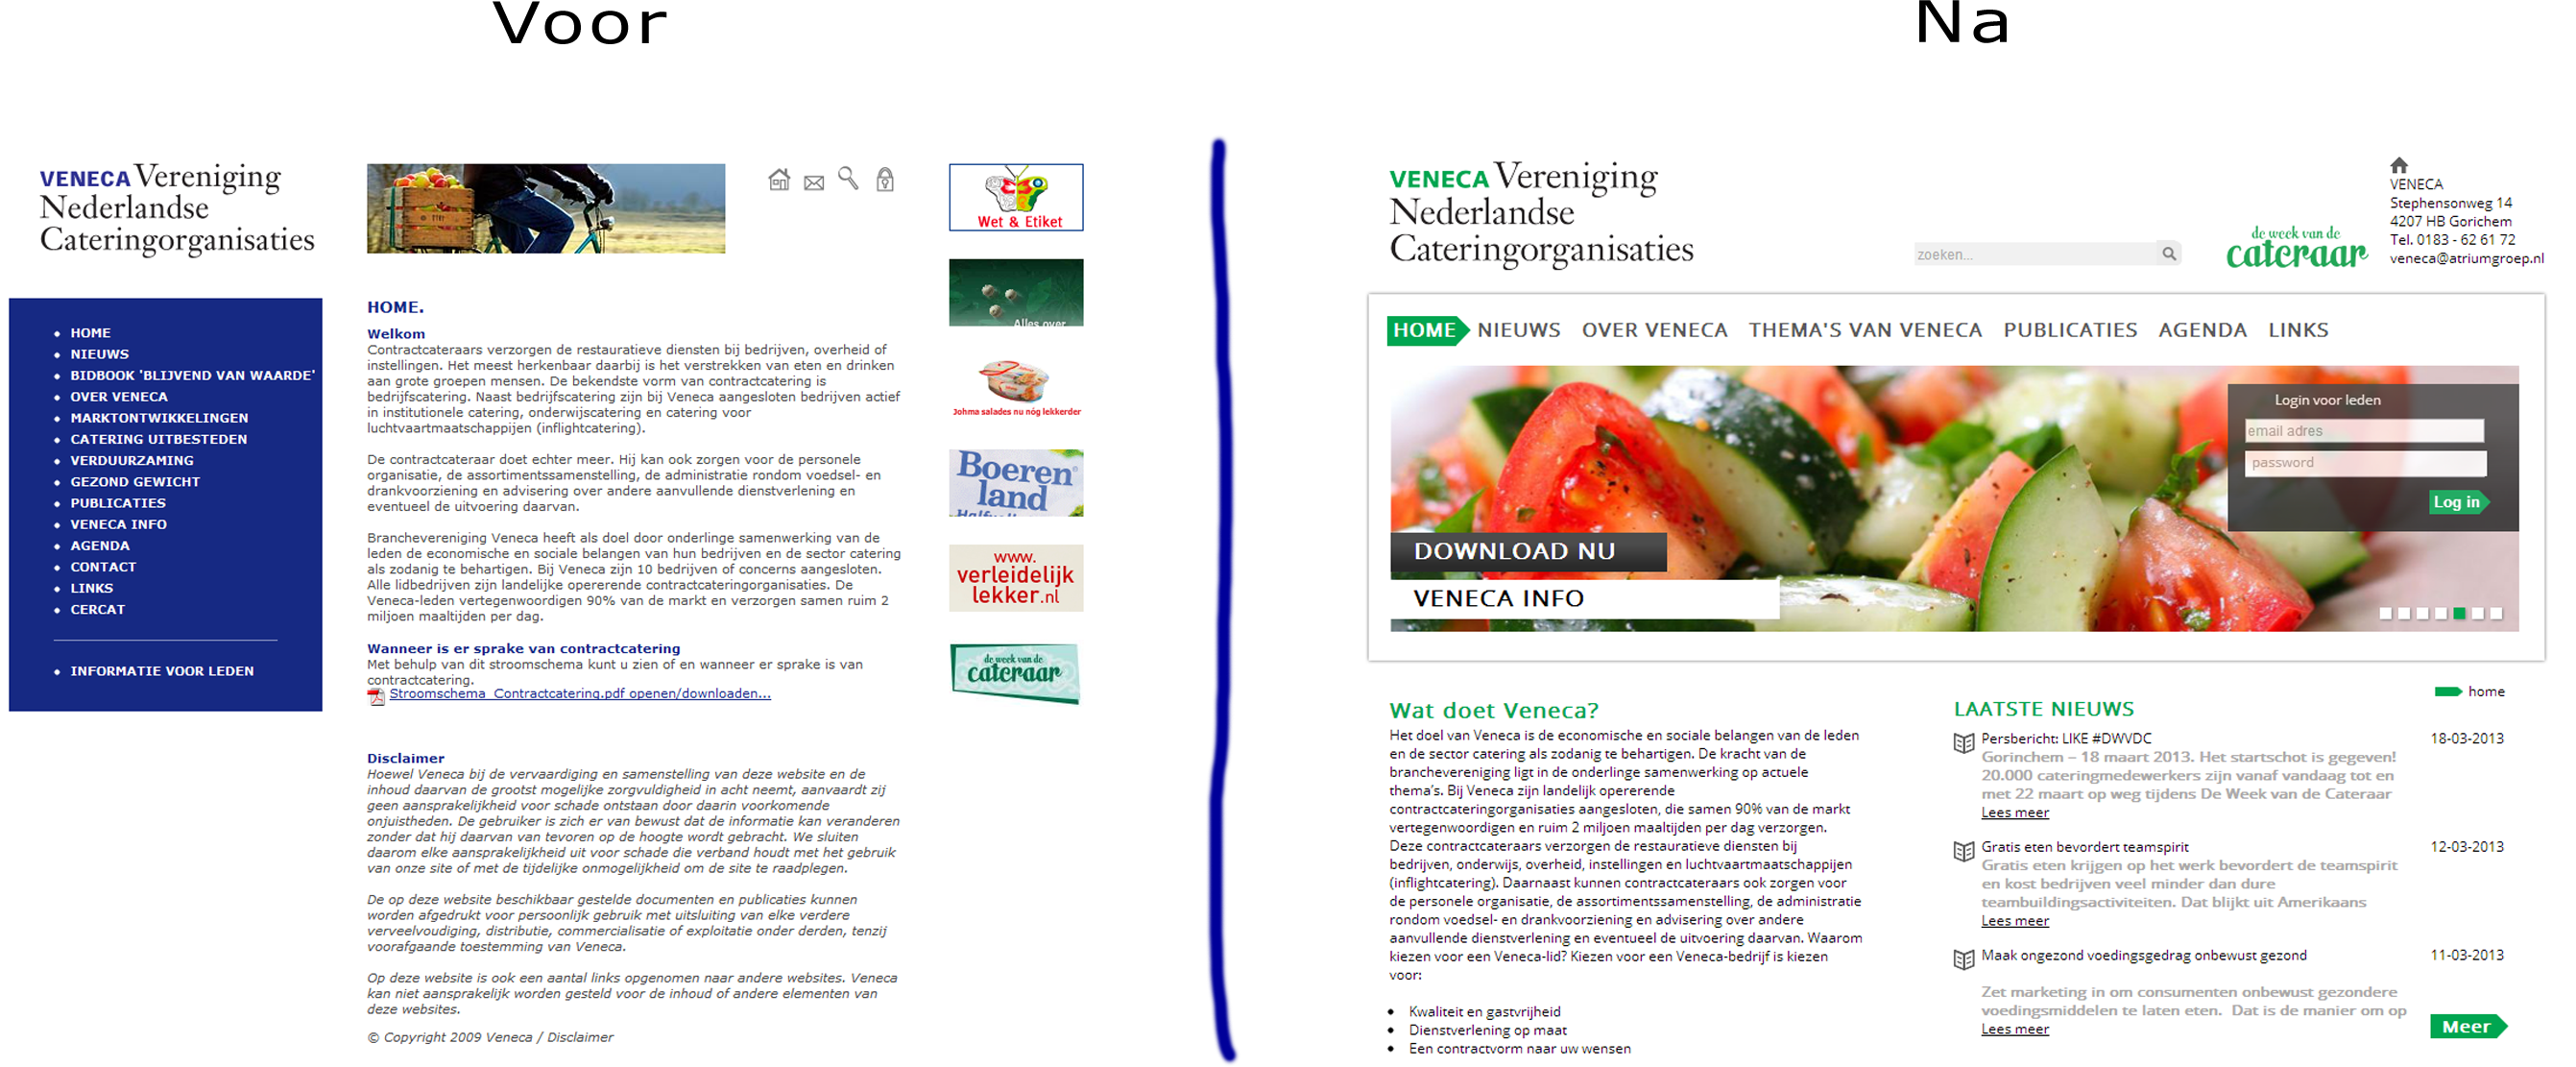 Voor
Na
VENECA Vereniging
Nederlandse
Cateringorganisaties
Wet & Etiket
Alles over
Johma salades nu nóg lekkerder
Boeren
land
www.
verleidelijk
lekker.nl
de week van de
cateraar
HOME
NIEUWS
BIDBOOK 'BLIJVEND VAN WAARDE'
OVER VENECA
MARKTONTWIKKELINGEN
CATERING UITBESTEDEN
VERDUURZAMING
GEZOND GEWICHT
PUBLICATIES
VENECA INFO
AGENDA
CONTACT
LINKS
CERCAT
INFORMATIE VOOR LEDEN
HOME.
Welkom
Contractcateraars verzorgen de restauratieve diensten bij bedrijven, overheid of
instellingen. Het meest herkenbaar daarbij is het verstrekken van eten en drinken
aan grote groepen mensen. De bekendste vorm van contractcatering is
bedrijfscatering. Naast bedrijfscatering zijn bij Veneca aangesloten bedrijven actief
in institutionele catering, onderwijscatering en catering voor
luchtvaartmaatschappijen (inflightcatering).
De contractcateraar doet echter meer. Hij kan ook zorgen voor de personele
organisatie, de assortimentssamenstelling, de administratie rondom voedsel- en
drankvoorziening en advisering over andere aanvullende dienstverlening en
eventueel de uitvoering daarvan.
Branchevereniging Veneca heeft als doel door onderlinge samenwerking van de
leden de economische en sociale belangen van hun bedrijven en de sector catering
als zodanig te behartigen. Bij Veneca zijn 10 bedrijven of concerns aangesloten.
Alle lidbedrijven zijn landelijke opererende contractcateringorganisaties. De
Veneca-leden vertegenwoordigen 90% van de markt en verzorgen samen ruim 2
miljoen maaltijden per dag.
Wanneer is er sprake van contractcatering
Met behulp van dit stroomschema kunt u zien of en wanneer er sprake is van
contractcatering.
Stroomschema_Contractcatering.pdf openen/downloaden...
Disclaimer
Hoewel Veneca bij de vervaardiging en samenstelling van deze website en de
inhoud daarvan de grootst mogelijke zorgvuldigheid in acht neemt, aanvaardt zij
geen aansprakelijkheid voor schade ontstaan door daarin voorkomende
onjuistheden. De gebruiker is zich er van bewust dat de informatie kan veranderen
zonder dat hij daarvan van tevoren op de hoogte wordt gebracht. We sluiten
daarom elke aansprakelijkheid uit voor schade die verband houdt met het gebruik
van onze site of met de tijdelijke onmogelijkheid om de site te raadplegen.
De op deze website beschikbaar gestelde documenten en publicaties kunnen
worden afgedrukt voor persoonlijk gebruik met uitsluiting van elke verdere
verveelvoudiging, distributie, commercialisatie of exploitatie onder derden, tenzij
voorafgaande toestemming van Veneca.
Op deze website is ook een aantal links opgenomen naar andere websites. Veneca
kan niet aansprakelijk worden gesteld voor de inhoud of andere elementen van
deze websites.
© Copyright 2009 Veneca / Disclaimer
VENECA Vereniging
Nederlandse
Cateringorganisaties
zoeken...
de week van de
cateraar
VENECA
Stephensonweg 14
4207 HB Gorichem
Tel. 0183 - 62 61 72
veneca@atriumgroep.nl
HOME NIEUWS OVER VENECA THEMA'S VAN VENECA PUBLICATIES AGENDA LINKS
Login voor leden
email adres
password
Log in
DOWNLOAD NU
VENECA INFO
home
Wat doet Veneca?
Het doel van Veneca is de economische en sociale belangen van de leden
en de sector catering als zodanig te behartigen. De kracht van de
branchevereniging ligt in de onderlinge samenwerking op actuele
thema's. Bij Veneca zijn landelijk opererende
contractcateringorganisaties aangesloten, die samen 90% van de markt
vertegenwoordigen en ruim 2 miljoen maaltijden per dag verzorgen.
Deze contractcateraars verzorgen de restauratieve diensten bij
bedrijven, onderwijs, overheid, instellingen en luchtvaartmaatschappijen
(inflightcatering). Daarnaast kunnen contractcateraars ook zorgen voor
de personele organisatie, de assortimentssamenstelling, de administratie
rondom voedsel- en drankvoorziening en advisering over andere
aanvullende dienstverlening en eventueel de uitvoering daarvan. Waarom
kiezen voor een Veneca-lid? Kiezen voor een Veneca-bedrijf is kiezen
voor:
Kwaliteit en gastvrijheid
Dienstverlening op maat
Een contractvorm naar uw wensen
LAATSTE NIEUWS
Persbericht: LIKE #DWVDC 18-03-2013
Gorinchem – 18 maart 2013. Het startschot is gegeven!
20.000 cateringmedewerkers zijn vanaf vandaag tot en
met 22 maart op weg tijdens De Week van de Cateraar
Lees meer
Gratis eten bevordert teamspirit 12-03-2013
Gratis eten krijgen op het werk bevordert de teamspirit
en kost bedrijven veel minder dan dure
teambuildingsactiviteiten. Dat blijkt uit Amerikaans
Lees meer
Maak ongezond voedingsgedrag onbewust gezond 11-03-2013
Zet marketing in om consumenten onbewust gezondere
voedingsmiddelen te laten eten. Dat is de manier om op
Lees meer
Meer